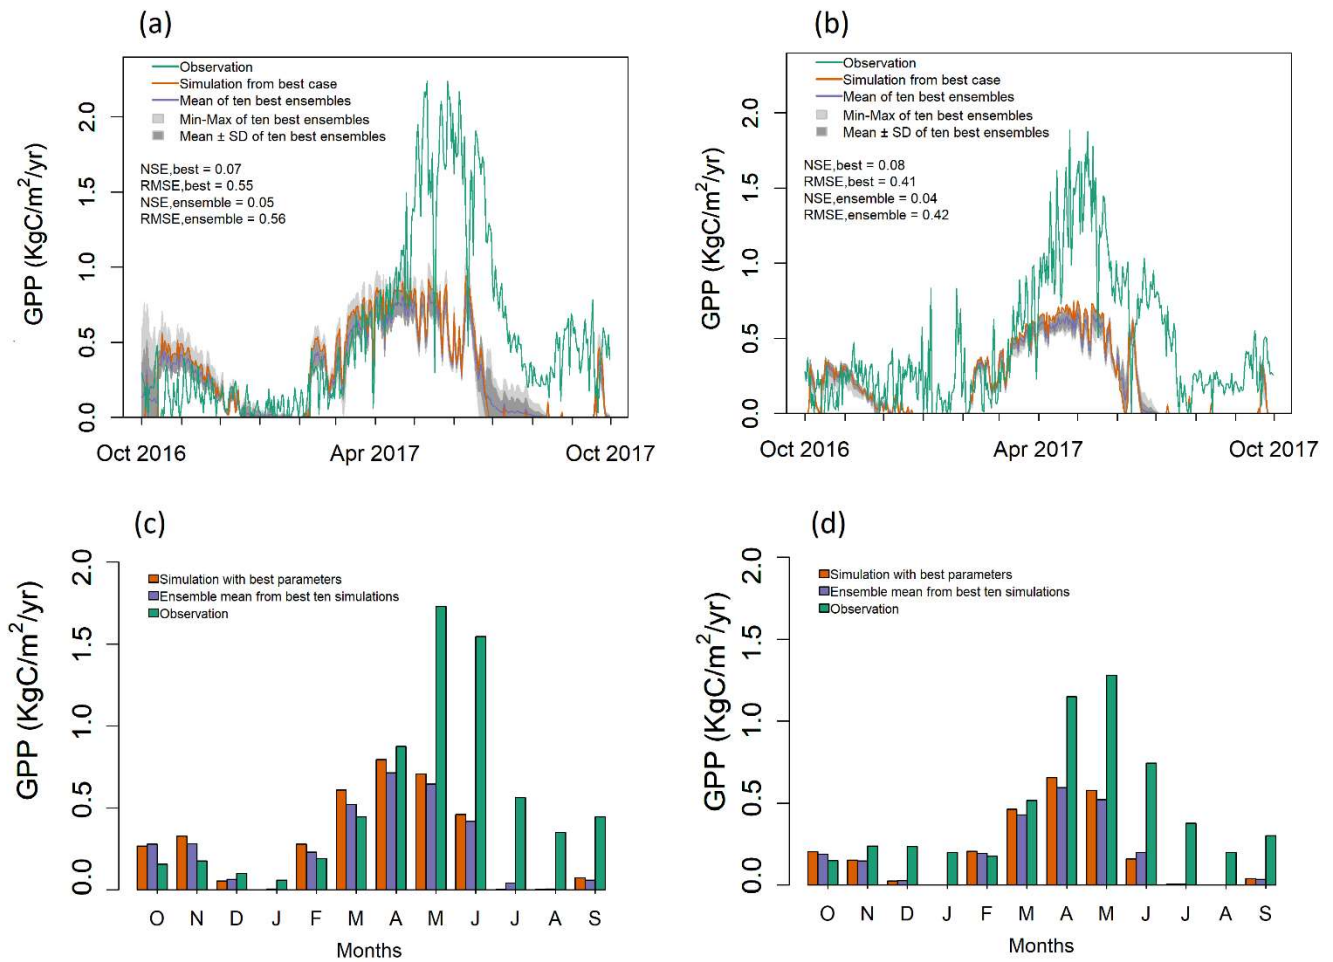 (a)
Observation
Simulation from best case
Mean of ten best ensembles
Min-Max of ten best ensembles
Mean ± SD of ten best ensembles
NSE,best = 0.07
RMSE,best = 0.55
NSE,ensemble = 0.05
RMSE,ensemble = 0.56
GPP (KgC/m²/yr)
2.0
1.5
1.0
0.5
0.0
Oct 2016 Apr 2017 Oct 2017
(b)
Observation
Simulation from best case
Mean of ten best ensembles
Min-Max of ten best ensembles
Mean ± SD of ten best ensembles
NSE,best = 0.08
RMSE,best = 0.41
NSE,ensemble = 0.04
RMSE,ensemble = 0.42
GPP (KgC/m²/yr)
2.0
1.5
1.0
0.5
0.0
Oct 2016 Apr 2017 Oct 2017
(c)
Simulation with best parameters
Ensemble mean from best ten simulations
Observation
GPP (KgC/m²/yr)
2.0
1.5
1.0
0.5
0.0
O N D J F M A M J J A S
Months
(d)
Simulation with best parameters
Ensemble mean from best ten simulations
Observation
GPP (KgC/m²/yr)
2.0
1.5
1.0
0.5
0.0
O N D J F M A M J J A S
Months